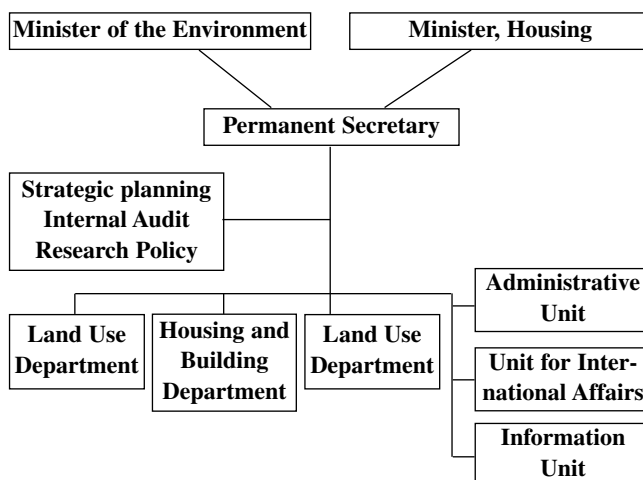 Minister of the Environment
Minister, Housing
Permanent Secretary
Strategic planning
Internal Audit
Research Policy
Land Use
Department
Housing and
Building
Department
Land Use
Department
Administrative
Unit
Unit for Inter-
national Affairs
Information
Unit